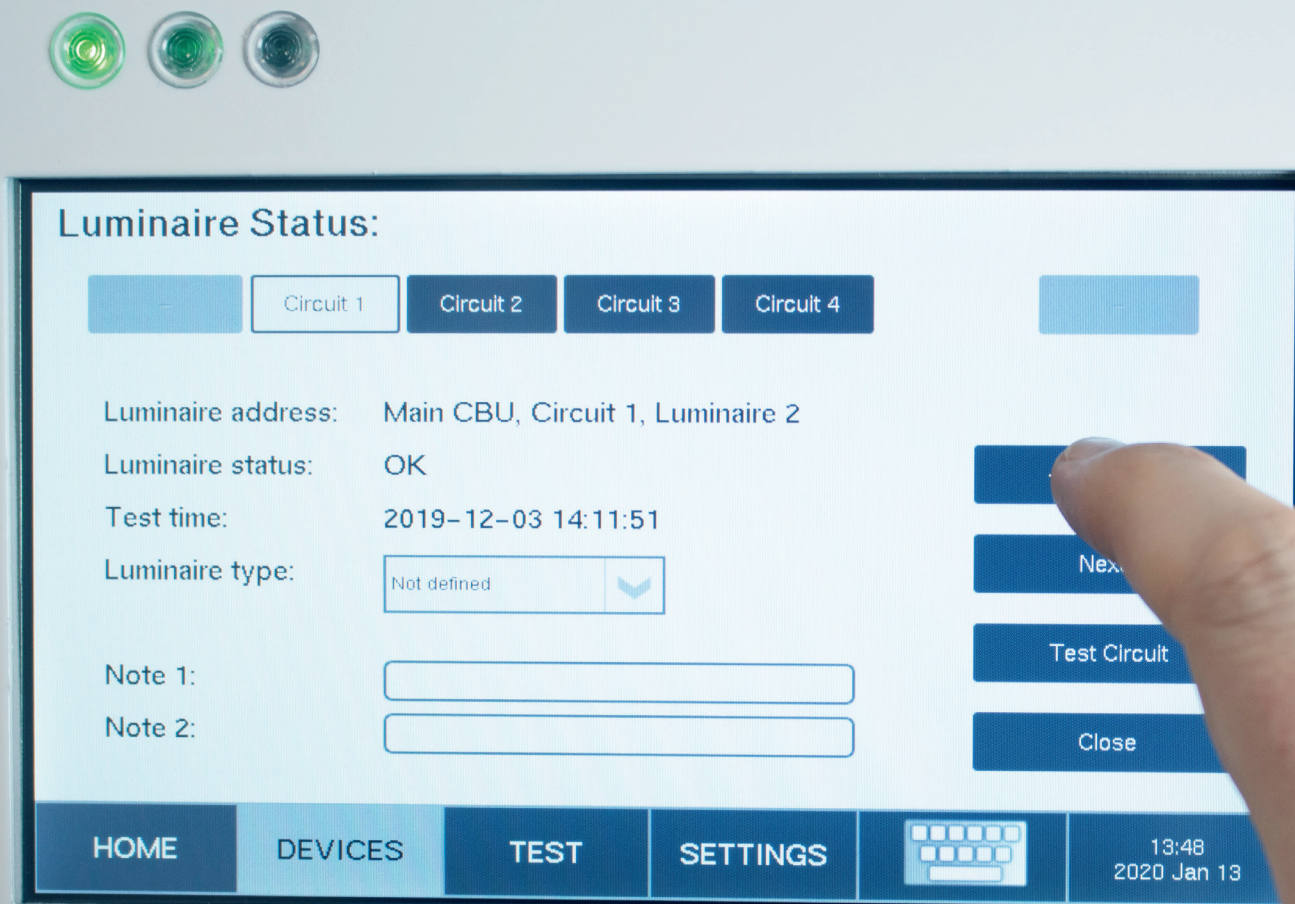 Luminaire Status:
Circuit 1
Circuit 2
Circuit 3
Circuit 4
Luminaire address: Main CBU, Circuit 1, Luminaire 2
Luminaire status: OK
Test time: 2019-12-03 14:11:51
Luminaire type: Not defined
Note 1:
Note 2:
Test Circuit
Close
HOME
DEVICES
TEST
SETTINGS
13:48
2020 Jan 13